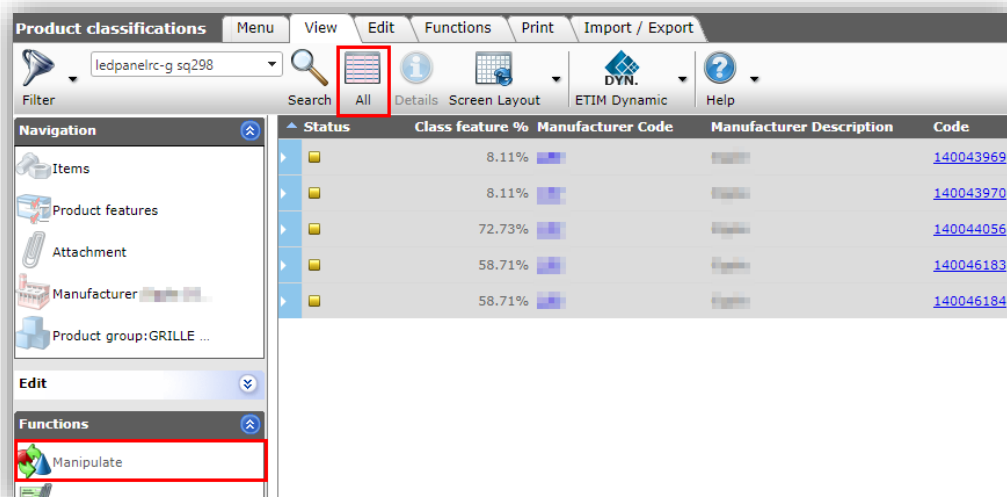 Product classifications Menu View Edit Functions Print Import / Export
ledpanelrc-g sq298
DYN.
Filter Search All Details Screen Layout ETIM Dynamic Help
Navigation
Status Class feature % Manufacturer Code Manufacturer Description Code
Items
8.11% 140043969
Product features
8.11% 140043970
Attachment
72.73% 140044056
Manufacturer
58.71% 140046183
Product group:GRILLE ...
58.71% 140046184
Edit
Functions
Manipulate